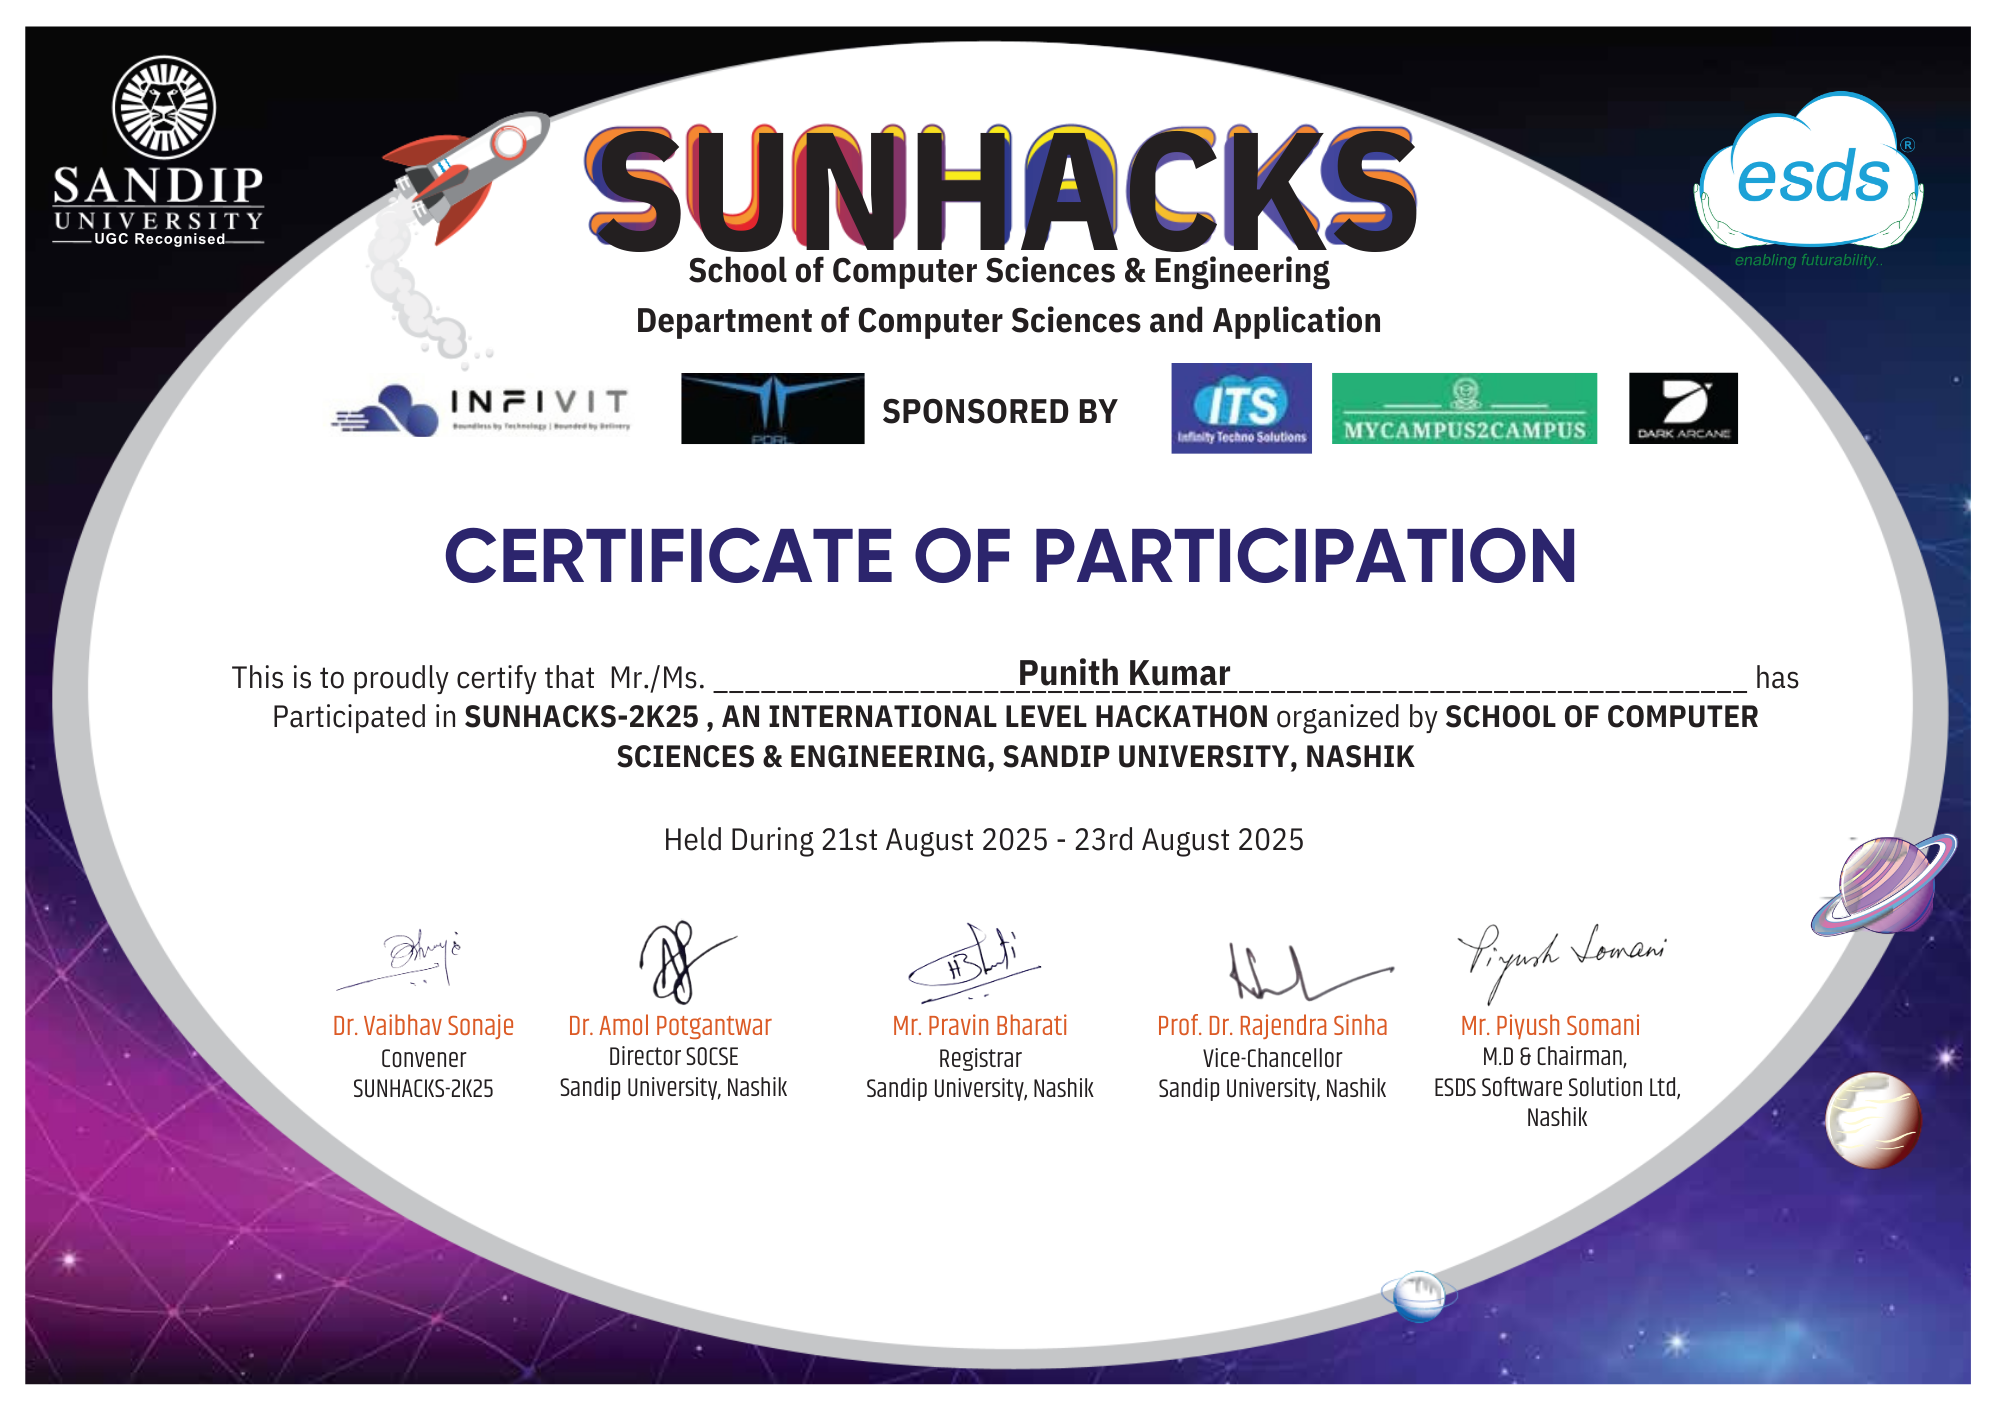 SANDIP
UNIVERSITY
UGC Recognised
SUNHACKS
esds
®
enabling futurability..
School of Computer Sciences & Engineering
Department of Computer Sciences and Application
INFIVIT
Boundless by Technology | Bounded by Delivery
PDRL
SPONSORED BY
ITS
Infinity Techno Solutions
MYCAMPUS2CAMPUS
DARK ARCANE
CERTIFICATE OF PARTICIPATION
This is to proudly certify that Mr./Ms. Punith Kumar has
Participated in SUNHACKS-2K25 , AN INTERNATIONAL LEVEL HACKATHON organized by SCHOOL OF COMPUTER
SCIENCES & ENGINEERING, SANDIP UNIVERSITY, NASHIK
Held During 21st August 2025 - 23rd August 2025
Piyush Somani
Dr. Vaibhav Sonaje
Convener
SUNHACKS-2K25
Dr. Amol Potgantwar
Director SOCSE
Sandip University, Nashik
Mr. Pravin Bharati
Registrar
Sandip University, Nashik
Prof. Dr. Rajendra Sinha
Vice-Chancellor
Sandip University, Nashik
Mr. Piyush Somani
M.D & Chairman,
ESDS Software Solution Ltd,
Nashik